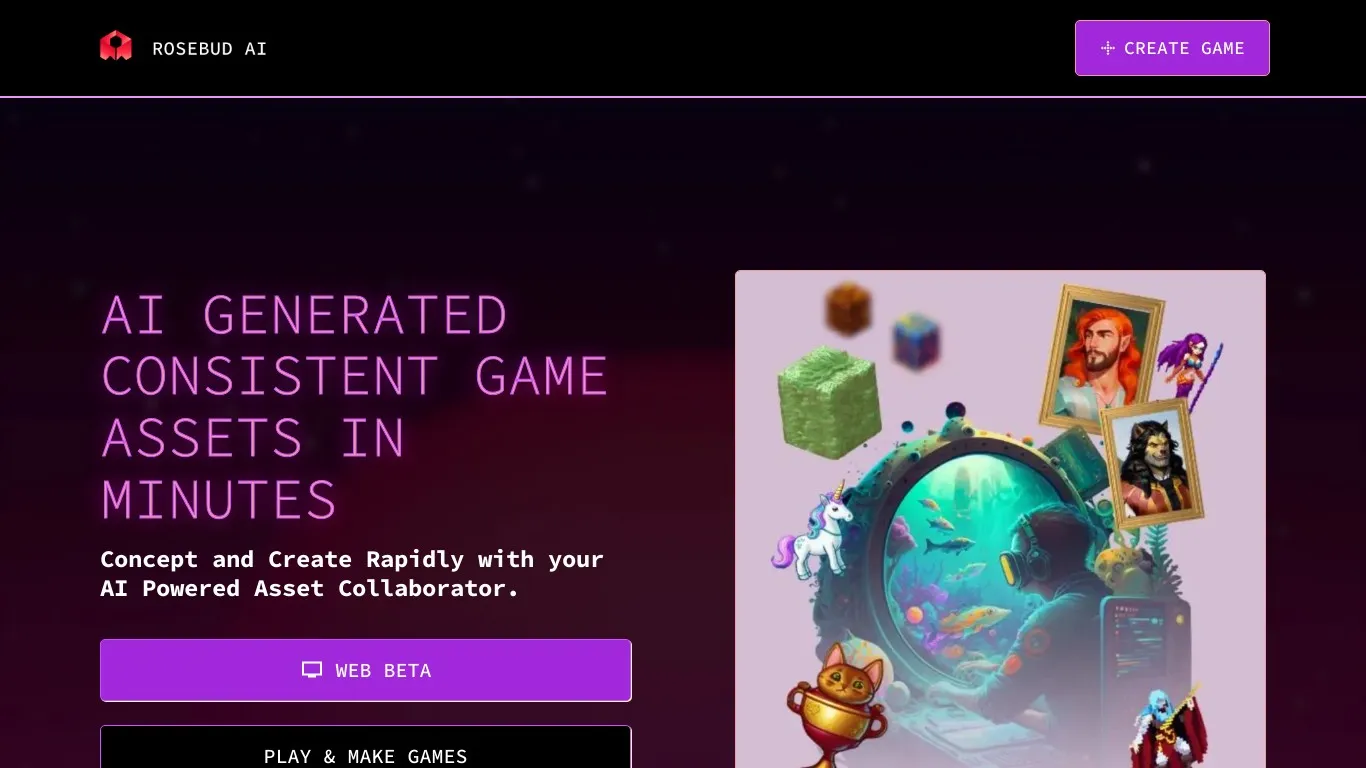 ROSEBUD AI
CREATE GAME
AI GENERATED
CONSISTENT GAME
ASSETS IN
MINUTES
Concept and Create Rapidly with your
AI Powered Asset Collaborator.
WEB BETA
PLAY & MAKE GAMES